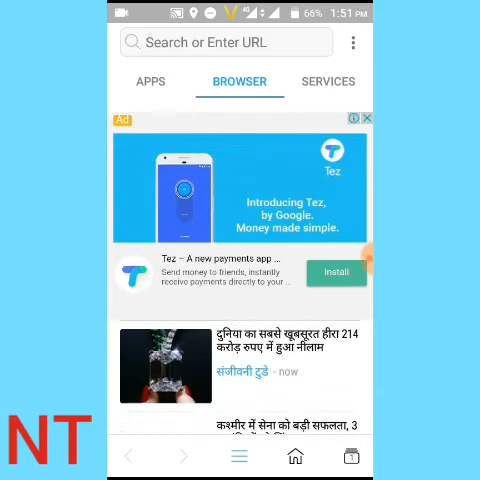 4G
66%
1:51 PM
Search or Enter URL
APPS
BROWSER
SERVICES
Ad
Tez
Introducing Tez,
by Google.
Money made simple.
Tez – A new payments app ...
Send money to friends, instantly
receive payments directly to your ...
Install
दुनिया का सबसे खूबसूरत हीरा 214
करोड़ रुपए में हुआ नीलाम
संजीवनी टुडे - now
कश्मीर में सेना को बड़ी सफलता, 3
1
NT